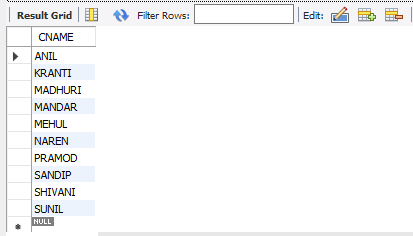 Result Grid Filter Rows: Edit:
CNAME
ANIL
KRANTI
MADHURI
MANDAR
MEHUL
NAREN
PRAMOD
SANDIP
SHIVANI
SUNIL
NULL